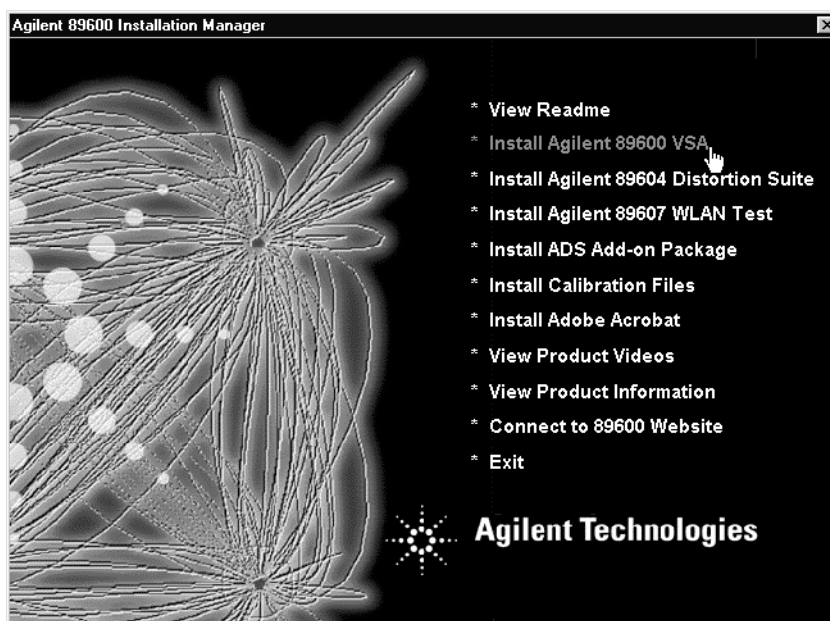 Agilent 89600 Installation Manager
* View Readme
* Install Agilent 89600 VSA
* Install Agilent 89604 Distortion Suite
* Install Agilent 89607 WLAN Test
* Install ADS Add-on Package
* Install Calibration Files
* Install Adobe Acrobat
* View Product Videos
* View Product Information
* Connect to 89600 Website
* Exit
Agilent Technologies